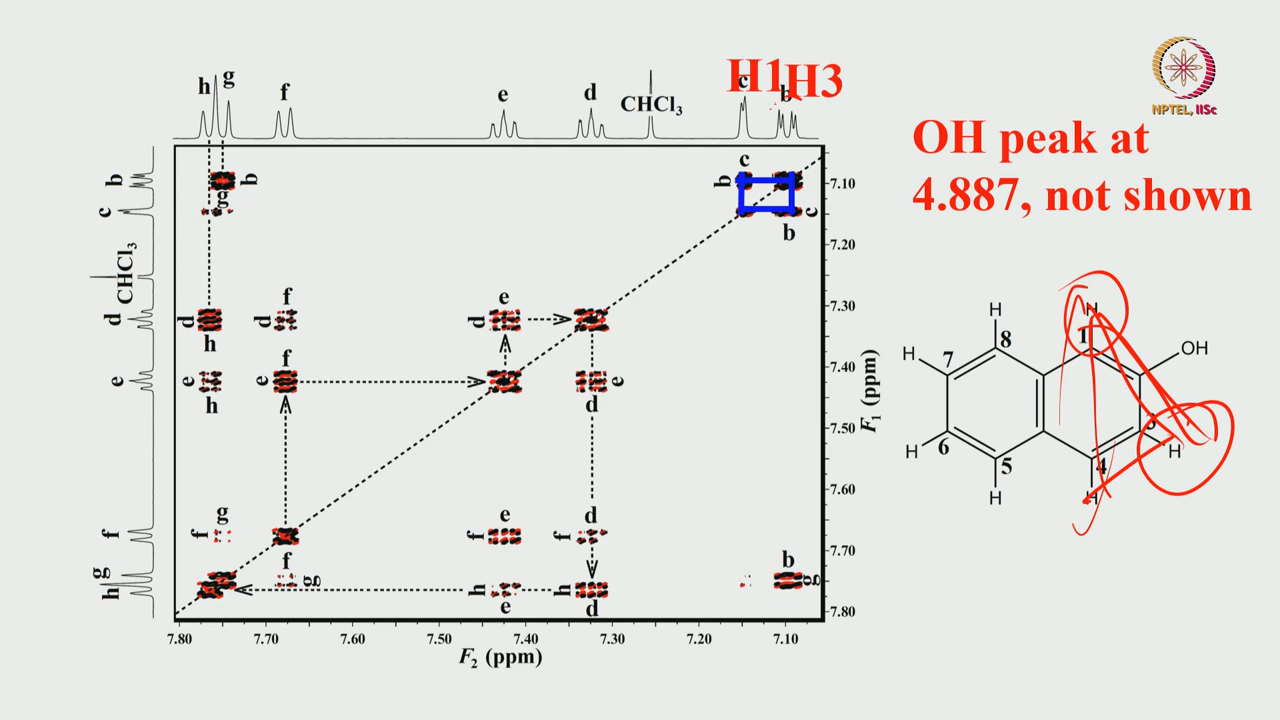 H1H3
h g f e d CHCl3 c b
NPTEL, IISc
OH peak at
4.887, not shown
b
c
CHCl3
d
e
f
g
h
c
b
b
g
b
c
7.10
7.20
7.30
7.40
7.50
7.60
7.70
7.80
F1 (ppm)
d
h
d
f
d
e
e
h
e
f
e
d
f
g
f
e
f
d
f
g
h
e
h
d
b
g
7.80 7.70 7.60 7.50 7.40 7.30 7.20 7.10
F2 (ppm)
H H
8 1 OH
H 7
3
H 6 H
5 4
H H